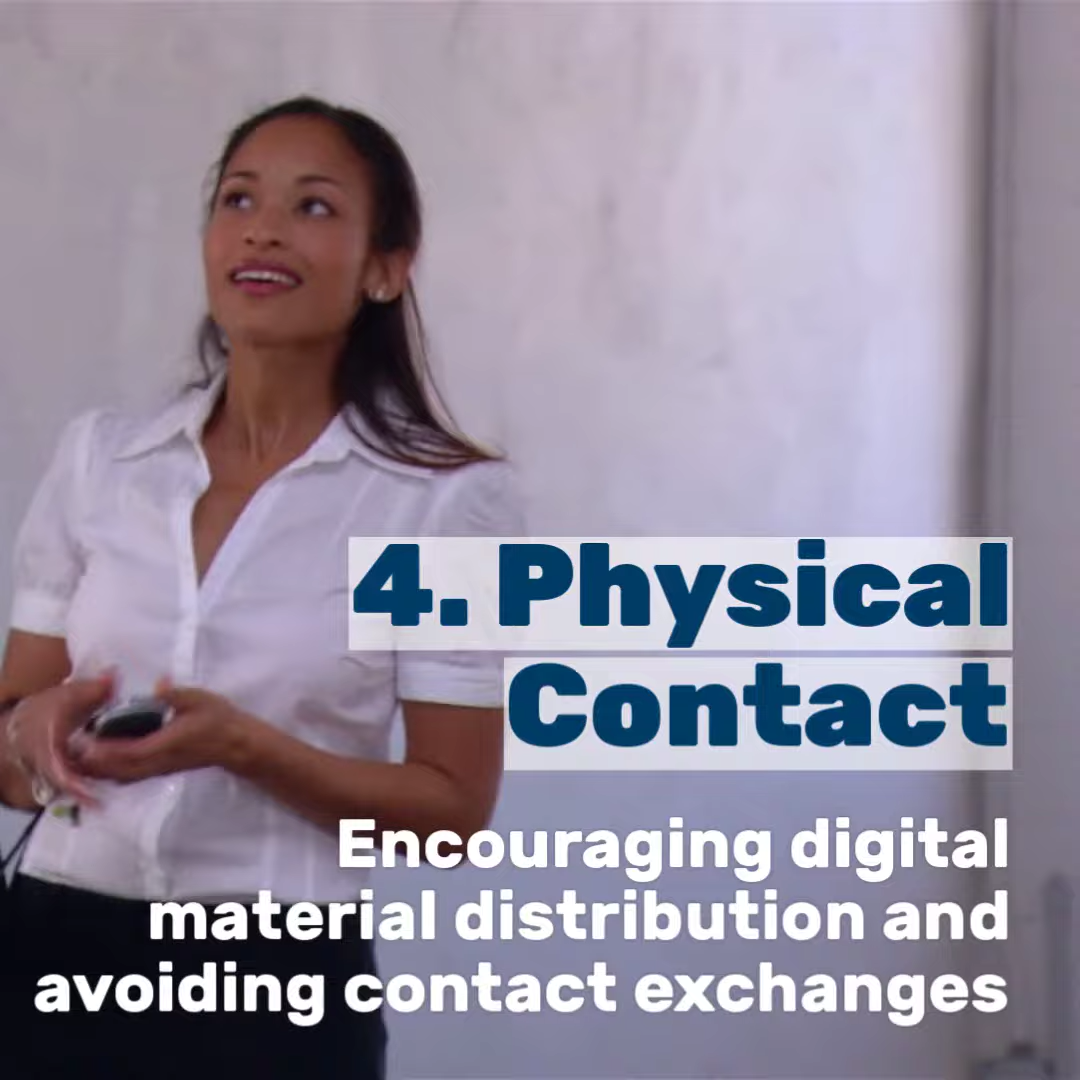 4. Physical
Contact
Encouraging digital
material distribution and
avoiding contact exchanges